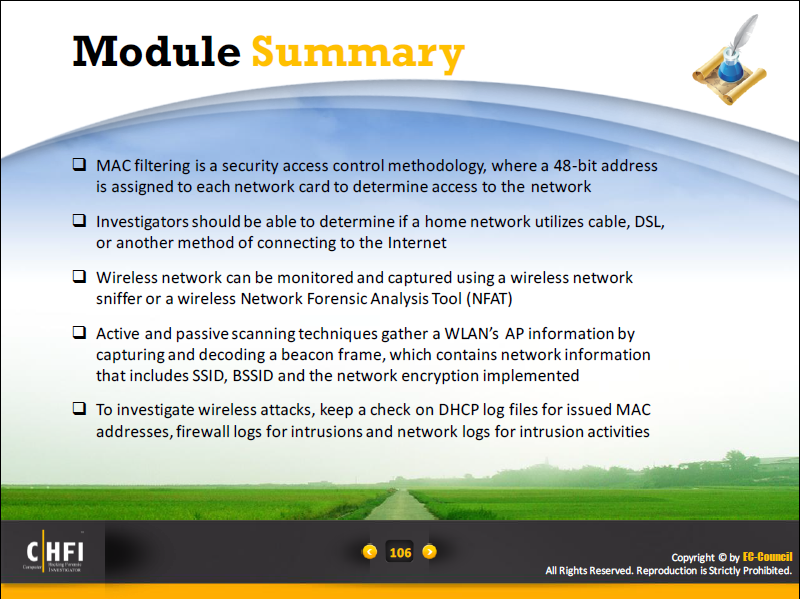 Module Summary
MAC filtering is a security access control methodology, where a 48-bit address
is assigned to each network card to determine access to the network
Investigators should be able to determine if a home network utilizes cable, DSL,
or another method of connecting to the Internet
Wireless network can be monitored and captured using a wireless network
sniffer or a wireless Network Forensic Analysis Tool (NFAT)
Active and passive scanning techniques gather a WLAN’s AP information by
capturing and decoding a beacon frame, which contains network information
that includes SSID, BSSID and the network encryption implemented
To investigate wireless attacks, keep a check on DHCP log files for issued MAC
addresses, firewall logs for intrusions and network logs for intrusion activities
CHFI
Computer Hacking Forensic
INVESTIGATOR
106
Copyright © by EC-Council
All Rights Reserved. Reproduction is Strictly Prohibited.